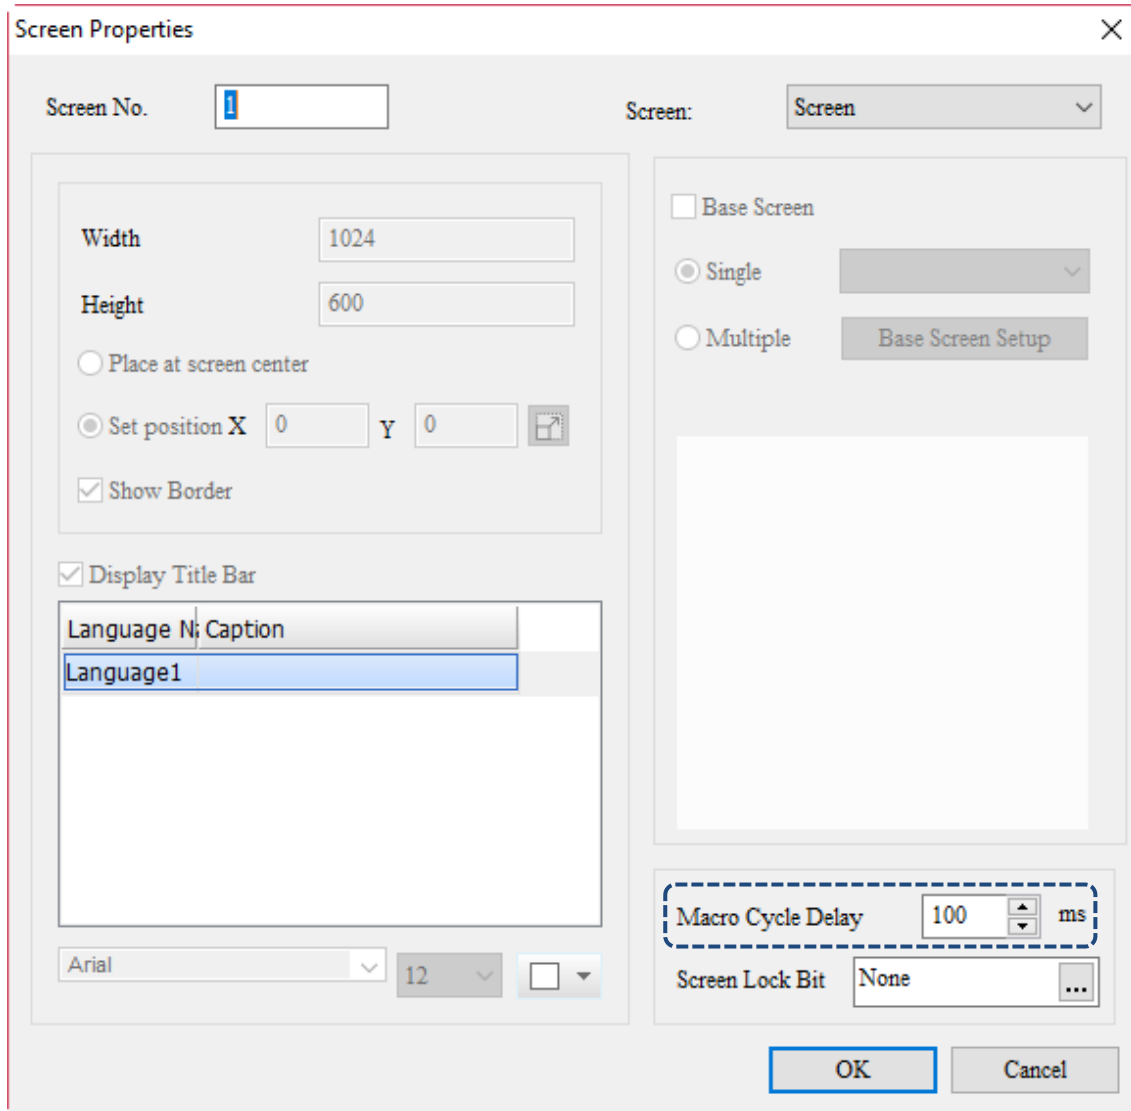 Screen Properties
Screen No. 1
Screen: Screen
Width 1024
Height 600
Place at screen center
Set position X 0 Y 0
Show Border
Display Title Bar
Language Na Caption
Language1
Arial 12
Base Screen
Single
Multiple Base Screen Setup
Macro Cycle Delay 100 ms
Screen Lock Bit None ...
OK Cancel